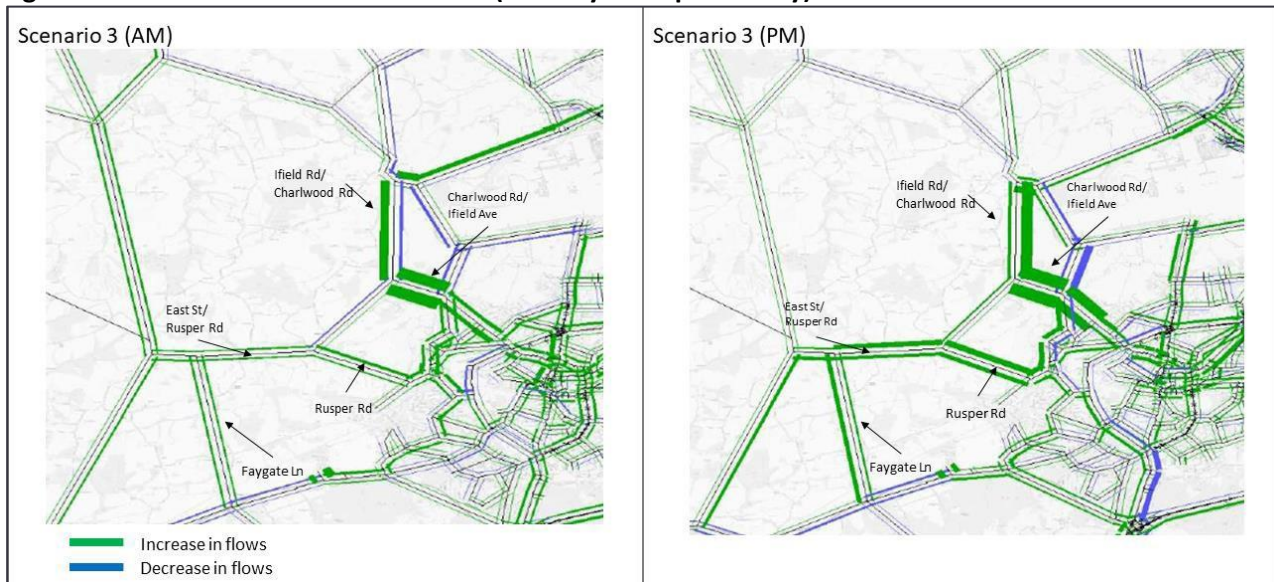 Scenario 3 (AM)
Ifield Rd/
Charlwood Rd
Charlwood Rd/
Ifield Ave
East St/
Rusper Rd
Rusper Rd
Faygate Ln
Increase in flows
Decrease in flows
Scenario 3 (PM)
Ifield Rd/
Charlwood Rd
Charlwood Rd/
Ifield Ave
East St/
Rusper Rd
Rusper Rd
Faygate Ln